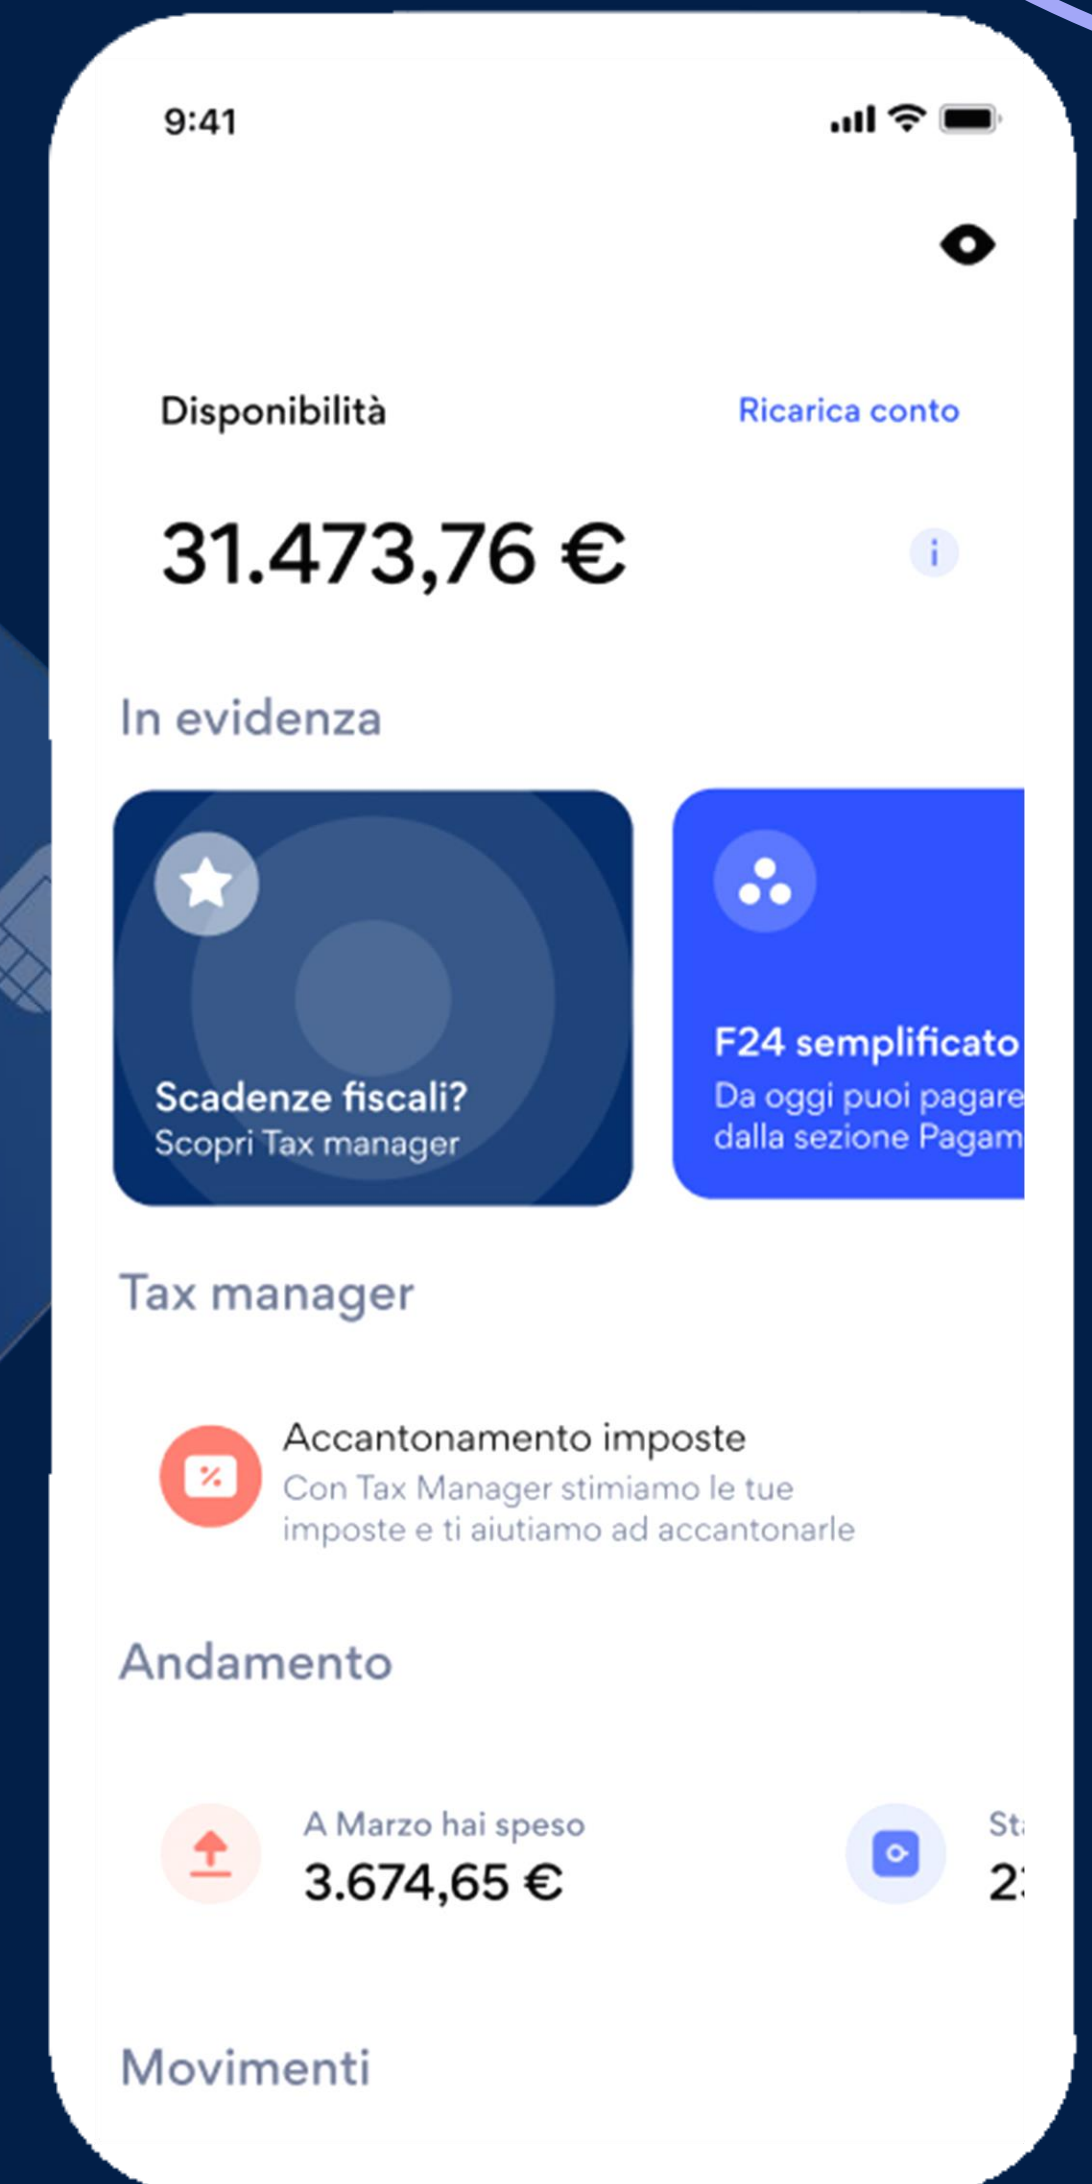 9:41
Disponibilità
Ricarica conto
31.473,76 €
In evidenza
Scadenze fiscali?
Scopri Tax manager
F24 semplificato
Da oggi puoi pagare
dalla sezione
Tax manager
Accantonamento imposte
Con Tax Manager stimiamo le tue
imposte e ti aiutiamo ad accantonarle
Andamento
A Marzo hai speso
3.674,65 €
Movimenti